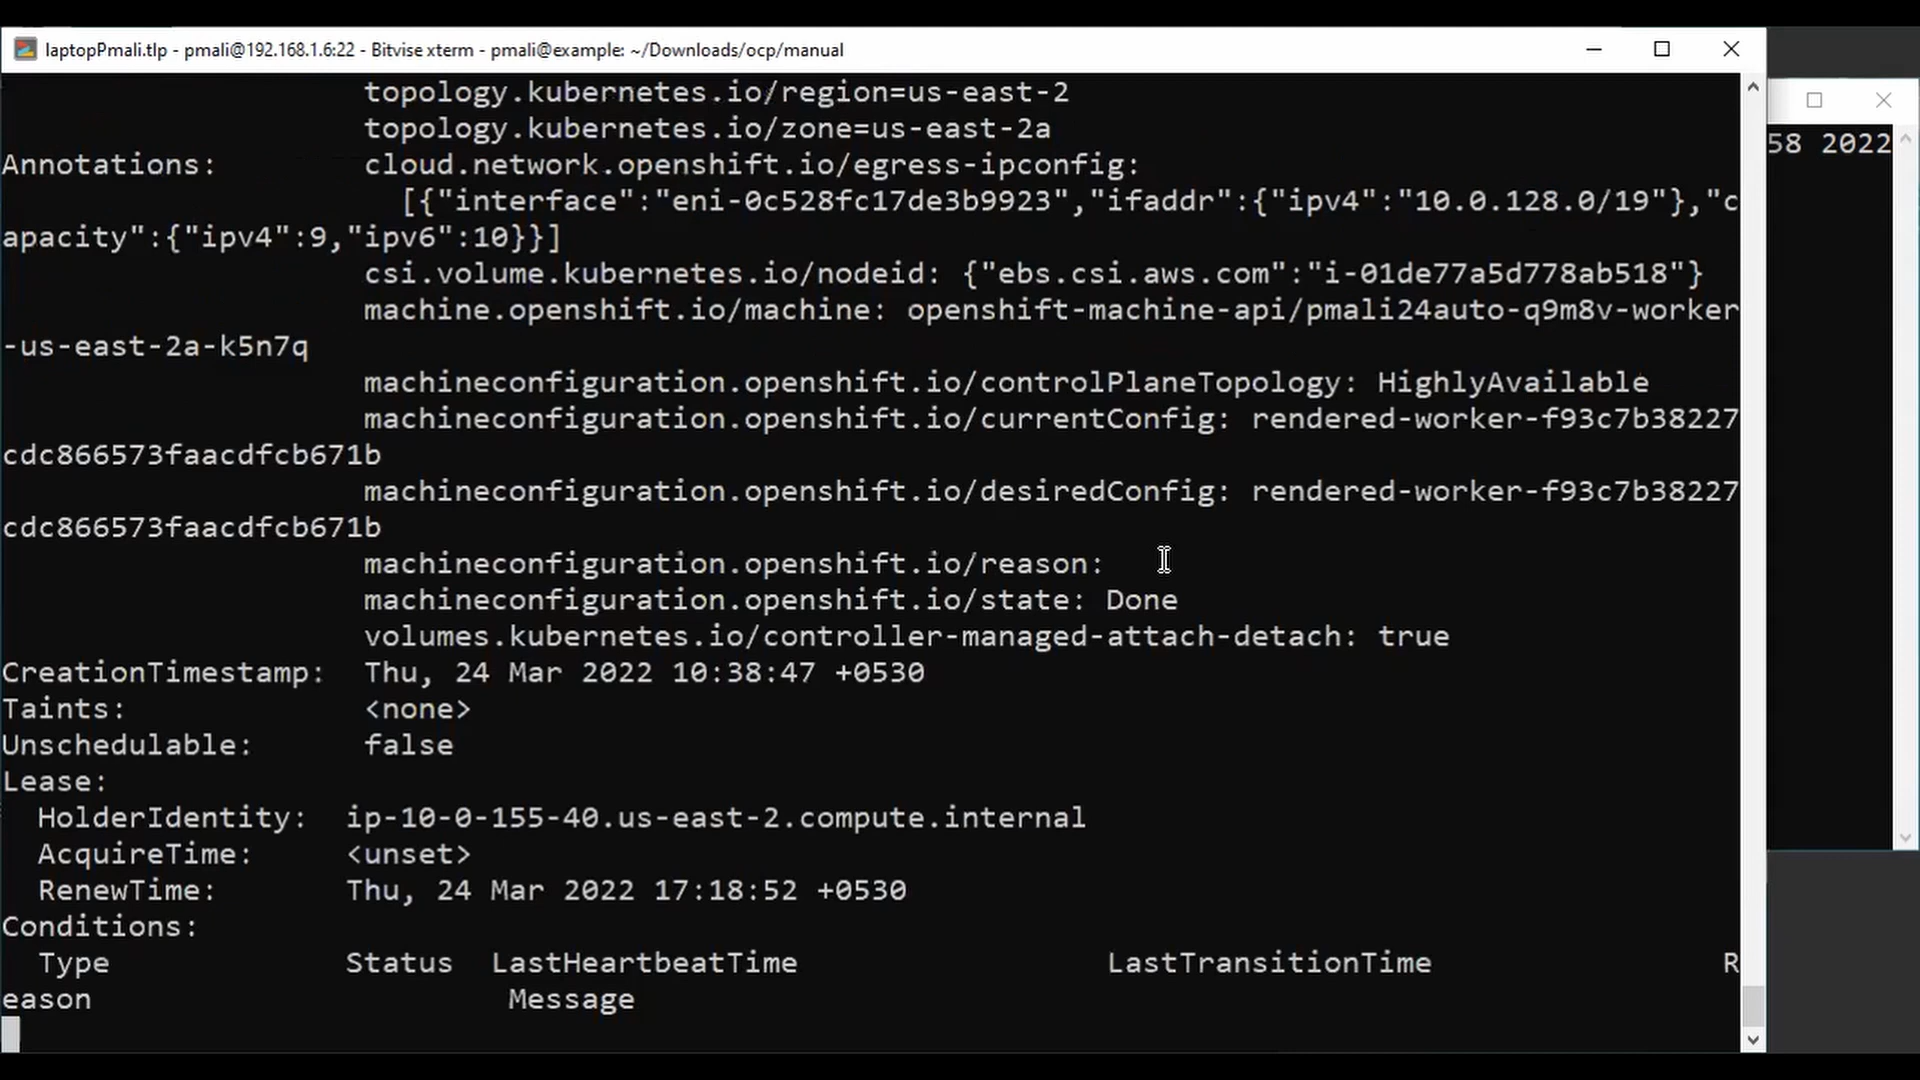 laptopPmali.tlp - pmali@192.168.1.6:22 - Bitvise xterm - pmali@example: ~/Downloads/ocp/manual
topology.kubernetes.io/region=us-east-2
topology.kubernetes.io/zone=us-east-2a
58 2022
Annotations: cloud.network.openshift.io/egress-ipconfig:
[{"interface":"eni-0c528fc17de3b9923","ifaddr":{"ipv4":"10.0.128.0/19"},"c
apacity":{"ipv4":9,"ipv6":10}}]
csi.volume.kubernetes.io/nodeid: {"ebs.csi.aws.com":"i-01de77a5d778ab518"}
machine.openshift.io/machine: openshift-machine-api/pmali24auto-q9m8v-worker
-us-east-2a-k5n7q
machineconfiguration.openshift.io/controlPlaneTopology: HighlyAvailable
machineconfiguration.openshift.io/currentConfig: rendered-worker-f93c7b38227
cdc866573faacdfcb671b
machineconfiguration.openshift.io/desiredConfig: rendered-worker-f93c7b38227
cdc866573faacdfcb671b
machineconfiguration.openshift.io/reason:
machineconfiguration.openshift.io/state: Done
volumes.kubernetes.io/controller-managed-attach-detach: true
CreationTimestamp: Thu, 24 Mar 2022 10:38:47 +0530
Taints: <none>
Unschedulable: false
Lease:
HolderIdentity: ip-10-0-155-40.us-east-2.compute.internal
AcquireTime: <unset>
RenewTime: Thu, 24 Mar 2022 17:18:52 +0530
Conditions:
Type Status LastHeartbeatTime LastTransitionTime R
eason Message